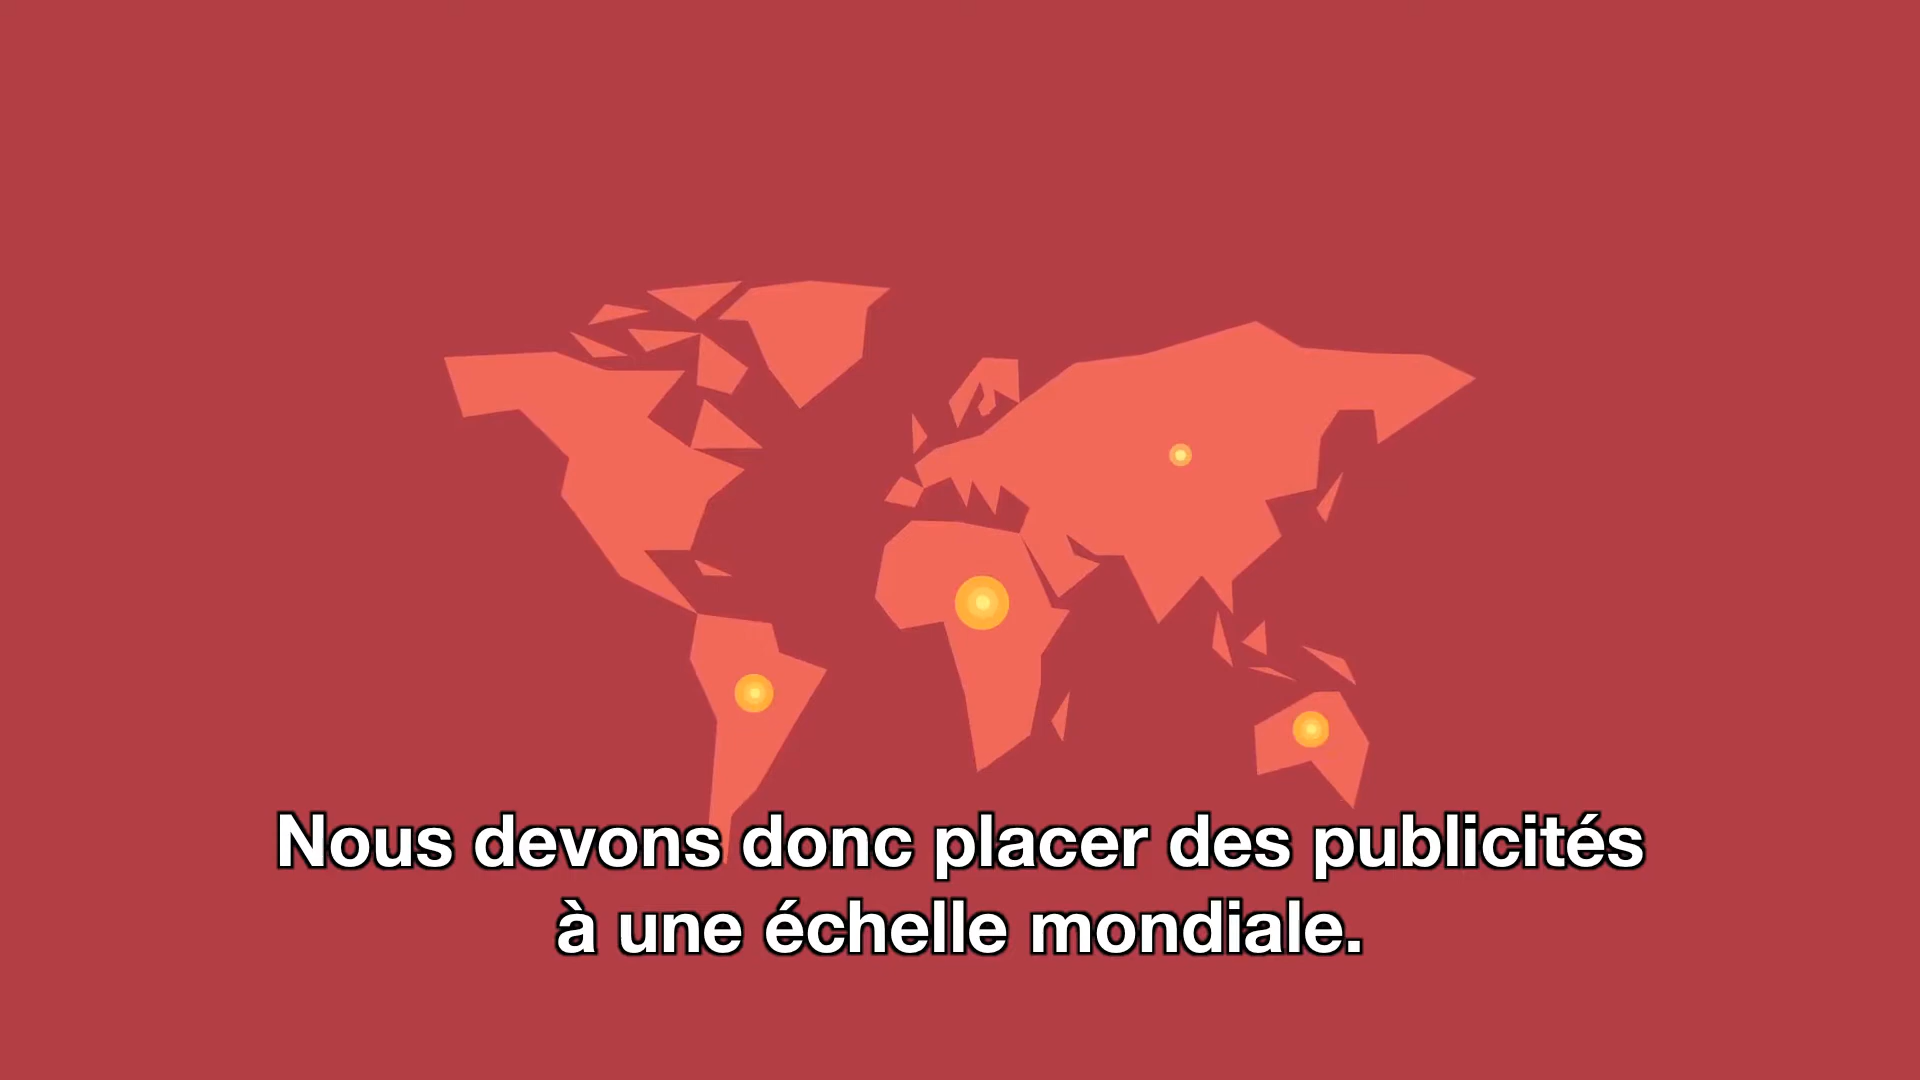 Nous devons donc placer des publicités
à une échelle mondiale.